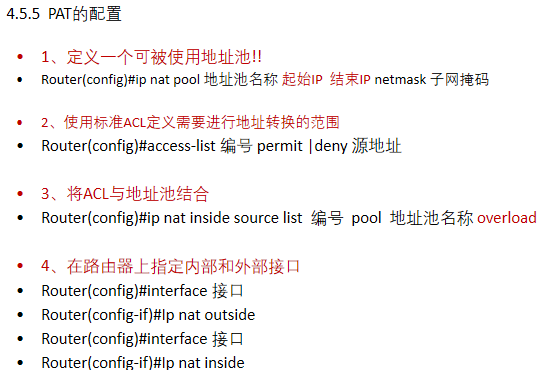 4.5.5 PAT的配置
• 1、定义一个可被使用地址池!!
• Router(config)#ip nat pool 地址池名称 起始IP 结束IP netmask 子网掩码
• 2、使用标准ACL定义需要进行地址转换的范围
• Router(config)#access-list 编号 permit |deny 源地址
• 3、将ACL与地址池结合
• Router(config)#ip nat inside source list 编号 pool 地址池名称 overload
• 4、在路由器上指定内部和外部接口
• Router(config)#interface 接口
• Router(config-if)#Ip nat outside
• Router(config)#interface 接口
• Router(config-if)#Ip nat inside